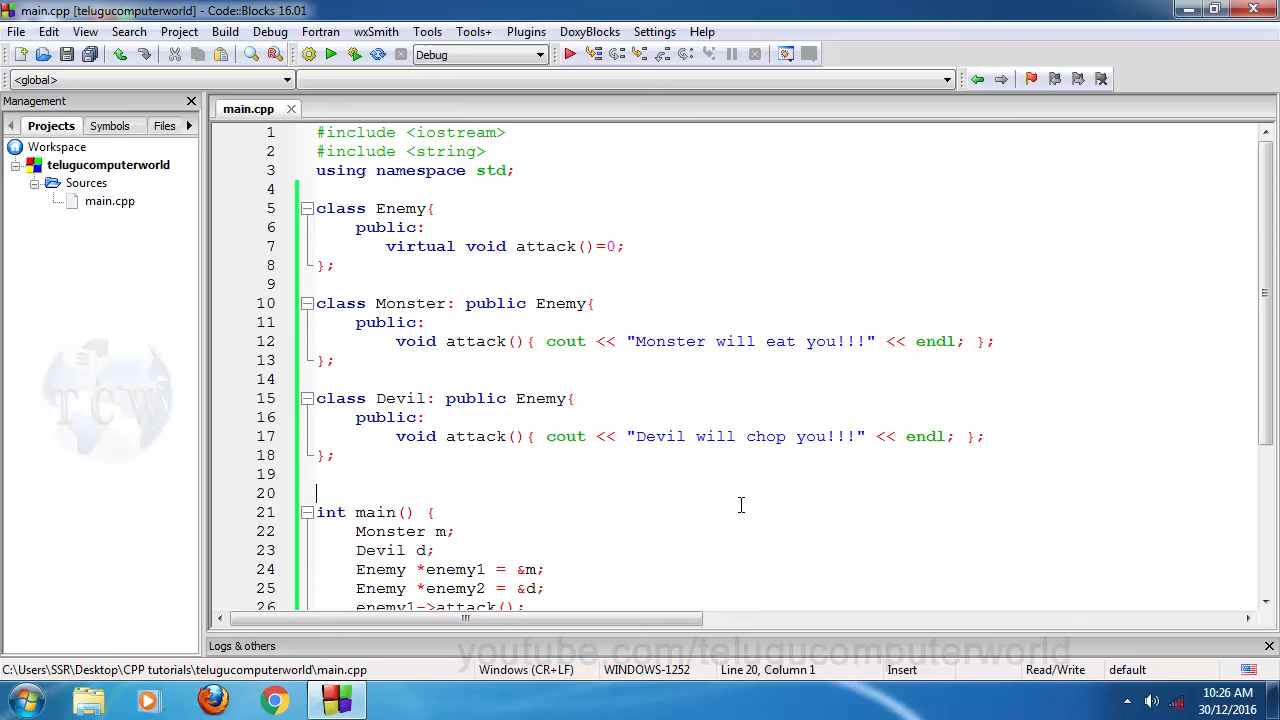 main.cpp [telugucomputerworld] - Code::Blocks 16.01
File Edit View Search Project Build Debug Fortran wxSmith Tools Tools+ Plugins DoxyBlocks Settings Help
Debug
<global>
Management
main.cpp
Projects Symbols Files
Workspace
telugucomputerworld
Sources
main.cpp
TCW
1 #include <iostream>
2 #include <string>
3 using namespace std;
4
5 class Enemy{
6 public:
7 virtual void attack()=0;
8 };
9
10 class Monster: public Enemy{
11 public:
12 void attack(){ cout << "Monster will eat you!!!" << endl; };
13 };
14
15 class Devil: public Enemy{
16 public:
17 void attack(){ cout << "Devil will chop you!!!" << endl; };
18 };
19
20
21 int main() {
22 Monster m;
23 Devil d;
24 Enemy *enemy1 = &m;
25 Enemy *enemy2 = &d;
26 enemy1->attack();
Logs & others
youtube.com/telugucomputerworld
C:\Users\SSR\Desktop\CPP tutorials\telugucomputerworld\main.cpp Windows (CR+LF) WINDOWS-1252 Line 20, Column 1 Insert Read/Write default
10:26 AM
30/12/2016